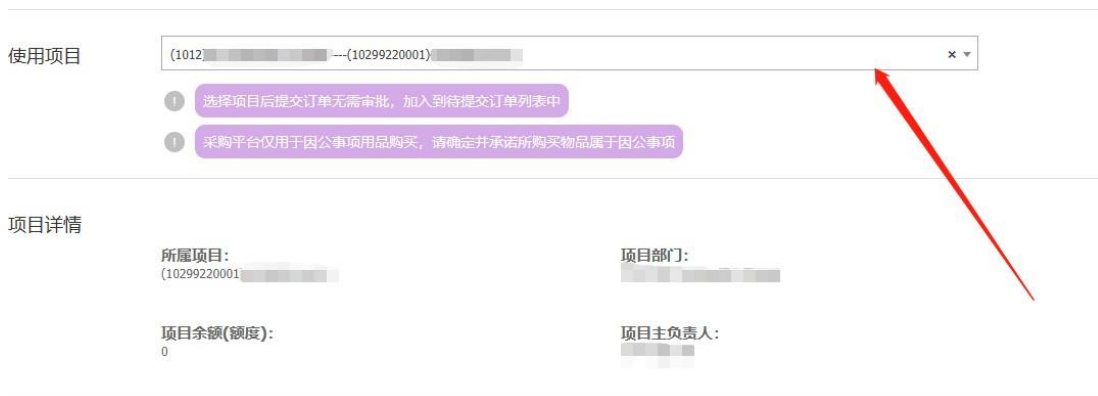 使用项目
(1012) ---(10299220001)
选择项目后提交订单无需审批，加入到待提交订单列表中
采购平台仅用于因公事项用品购买，请确定并承诺所购买物品属于因公事项
项目详情
所属项目： 项目部门：
(10299220001)
项目余额(额度)： 项目主负责人：
0